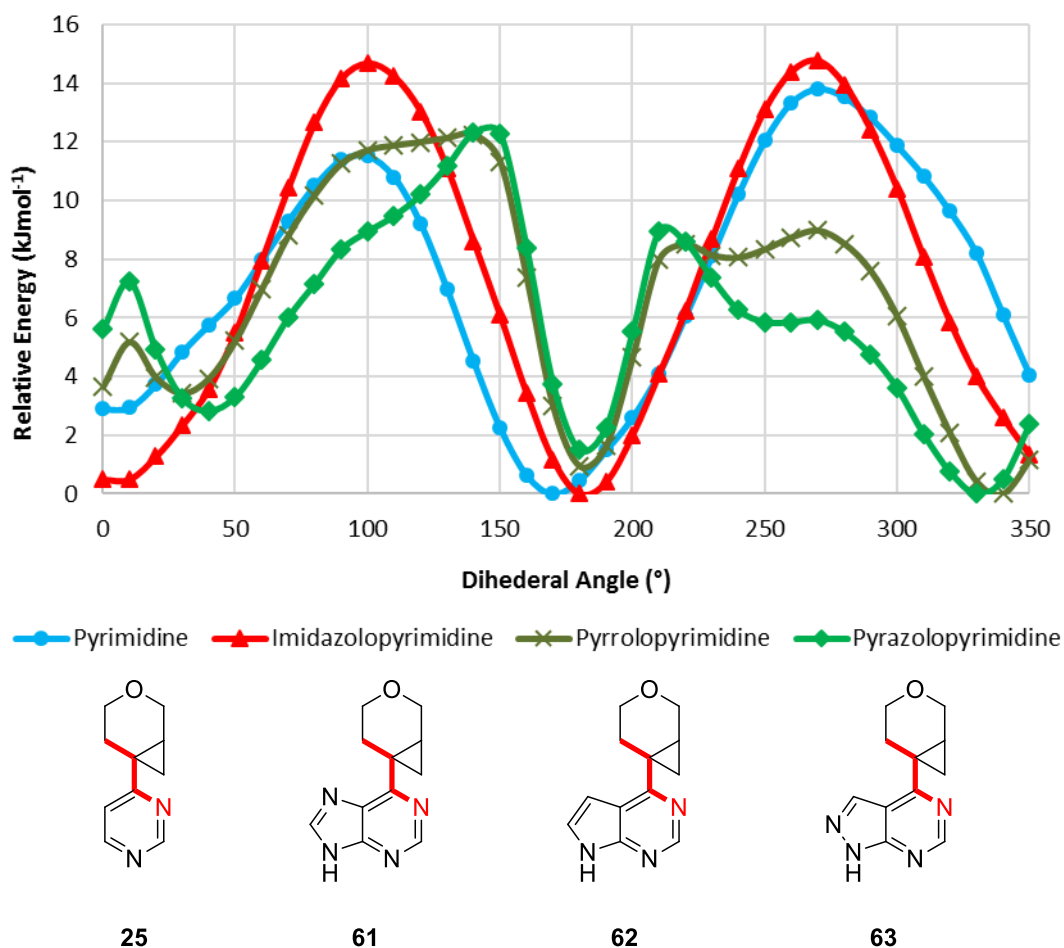 16
14
12
10
8
6
4
2
0
Relative Energy (kJmol-1)
0 50 100 150 200 250 300 350
Dihederal Angle (°)
Pyrimidine Imidazolopyrimidine Pyrrolopyrimidine Pyrazolopyrimidine
O O O O
N N N N N
N N N N N N
N H N H N H
25 61 62 63